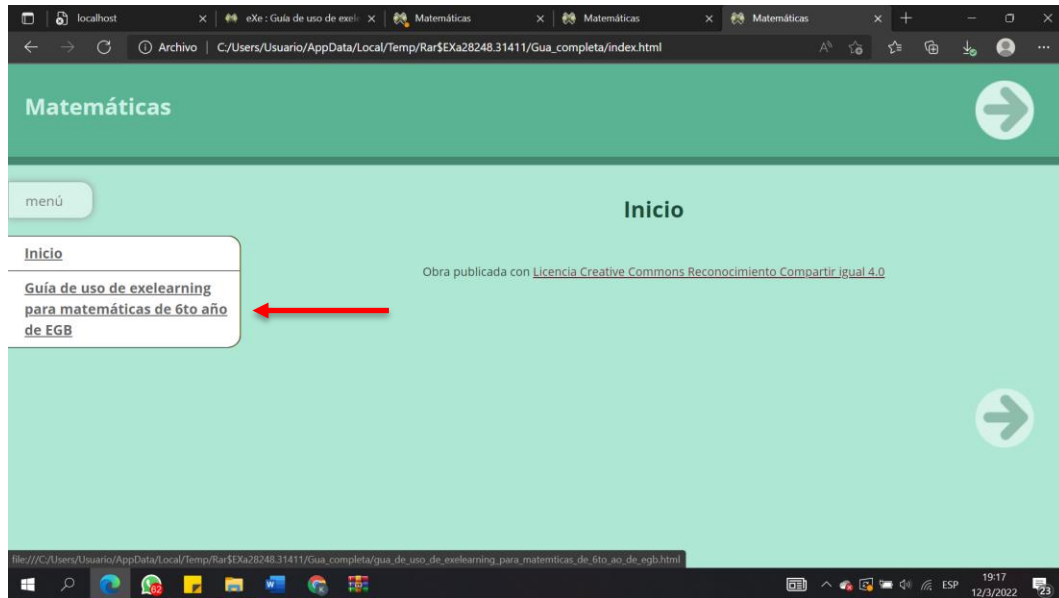 localhost
eXe : Guía de uso de exele
Matemáticas
Matemáticas
Matemáticas
Archivo | C:/Users/Usuario/AppData/Local/Temp/Rar$EXa28248.31411/Gua_completa/index.html
Matemáticas
menú
Inicio
Inicio
Obra publicada con Licencia Creative Commons Reconocimiento Compartir igual 4.0
Guía de uso de exelearning
para matemáticas de 6to año
de EGB
file:///C:/Users/Usuario/AppData/Local/Temp/Rar$EXa28248.31411/Gua_completa/gua_de_uso_de_exelearning_para_matemticas_de_6to_ao_de_egb.html
62
ESP
19:17
12/3/2022
23